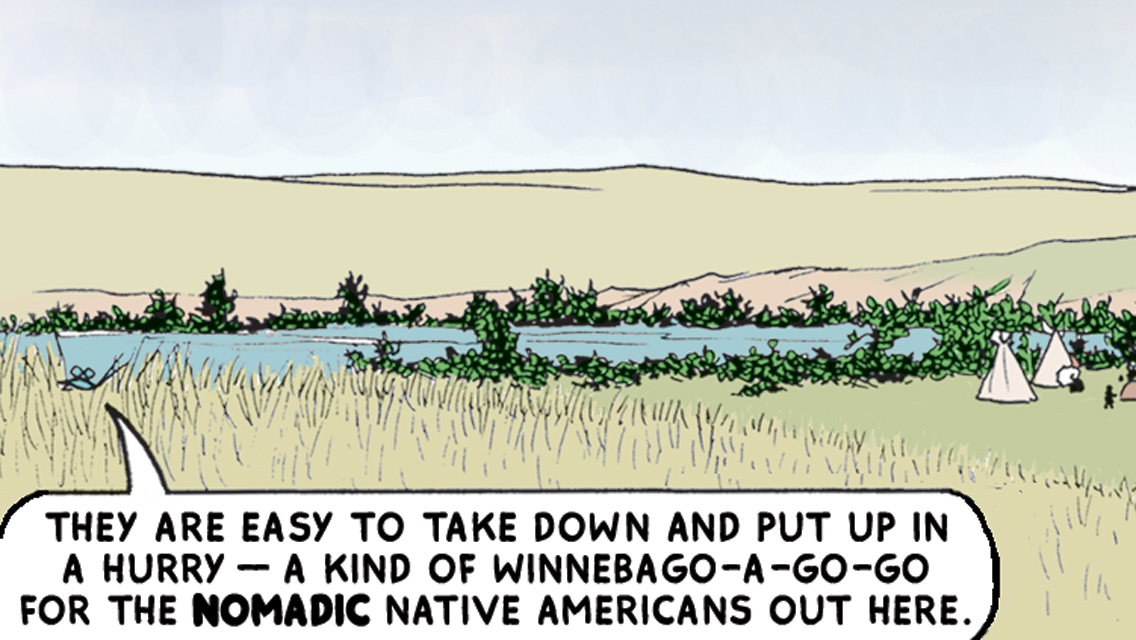 THEY ARE EASY TO TAKE DOWN AND PUT UP IN
A HURRY — A KIND OF WINNEBAGO-A-GO-GO
FOR THE NOMADIC NATIVE AMERICANS OUT HERE.